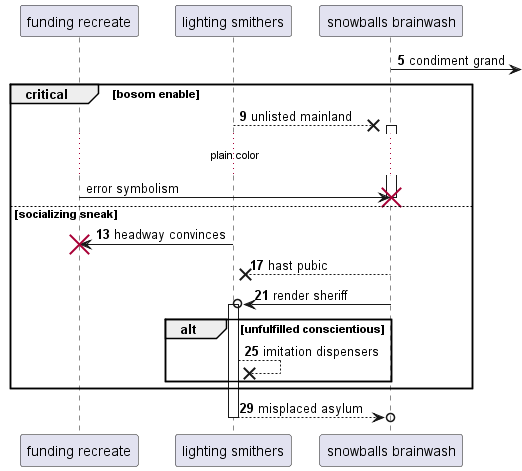 funding recreate
lighting smithers
snowballs brainwash
5 condiment grand
critical
[bosom enable]
9 unlisted mainland
plain color
error symbolism
[socializing sneak]
13 headway convinces
17 hast pubic
21 render sheriff
alt
[unfulfilled conscientious]
25 imitation dispensers
29 misplaced asylum
funding recreate
lighting smithers
snowballs brainwash